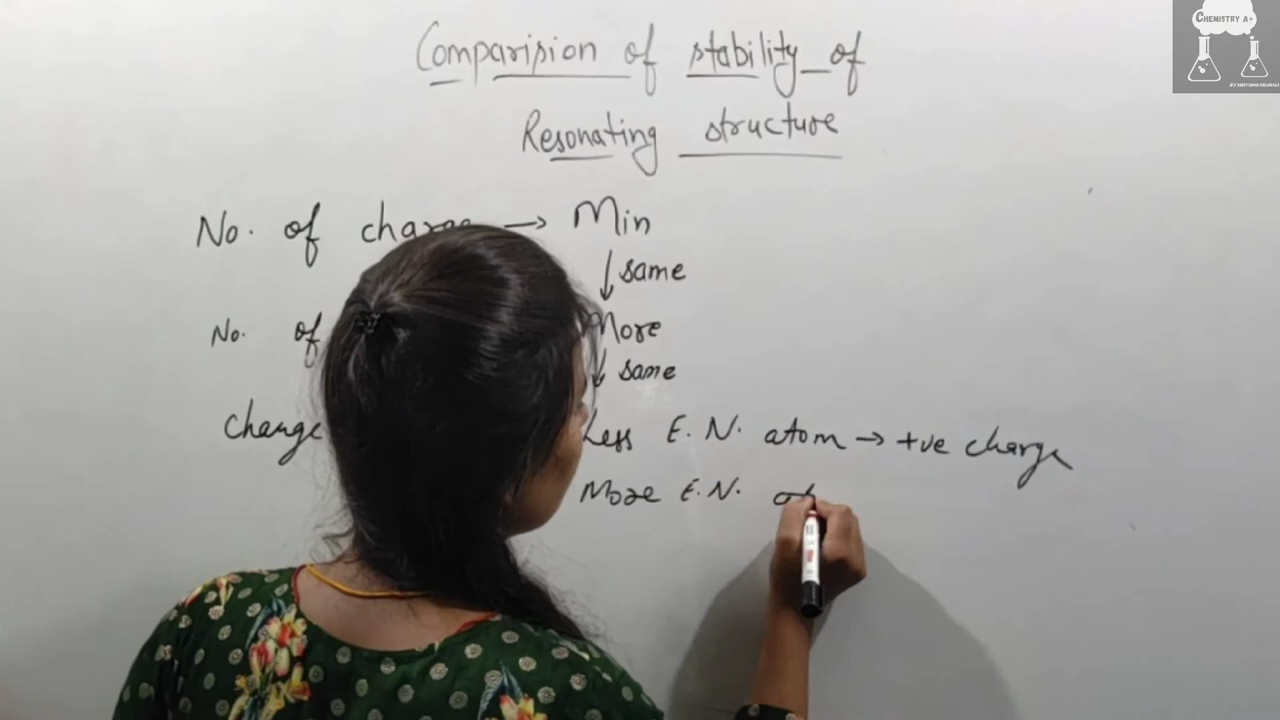 CHEMISTRY A+
Comparision of stability of
Resonating structure
No. of charge → Min
↓ same
No. of More
↓ same
Charge Less E.N. atom → +ve charge
More E.N.